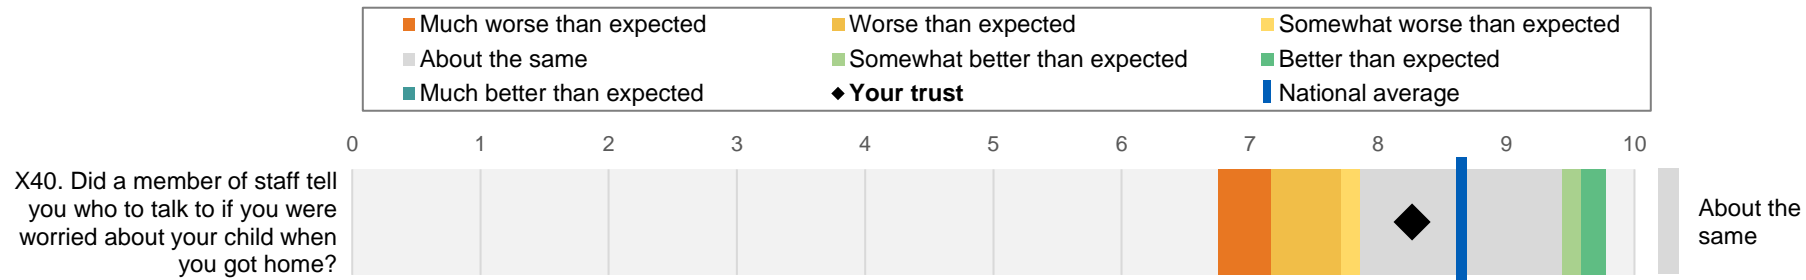 Much worse than expected
Worse than expected
Somewhat worse than expected
About the same
Somewhat better than expected
Better than expected
Much better than expected
Your trust
National average
0 1 2 3 4 5 6 7 8 9 10
X40. Did a member of staff tell
you who to talk to if you were
worried about your child when
you got home?
About the
same